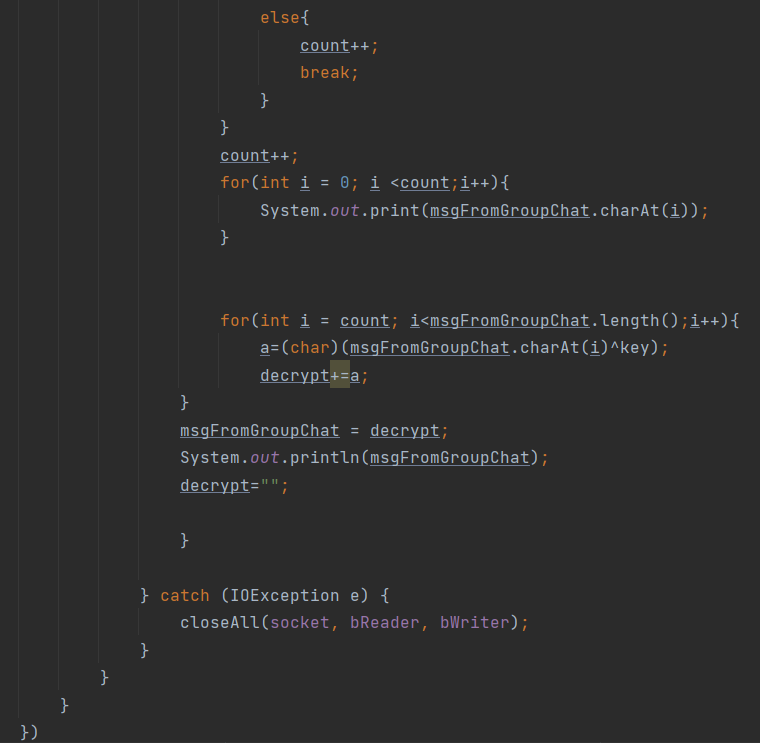 else{
count++;
break;
}
}
count++;
for(int i = 0; i <count;i++){
System.out.print(msgFromGroupChat.charAt(i));
}
for(int i = count; i<msgFromGroupChat.length();i++){
a=(char)(msgFromGroupChat.charAt(i)^key);
decrypt+=a;
}
msgFromGroupChat = decrypt;
System.out.println(msgFromGroupChat);
decrypt="";
}
} catch (IOException e) {
closeAll(socket, bReader, bWriter);
}
}
}
})